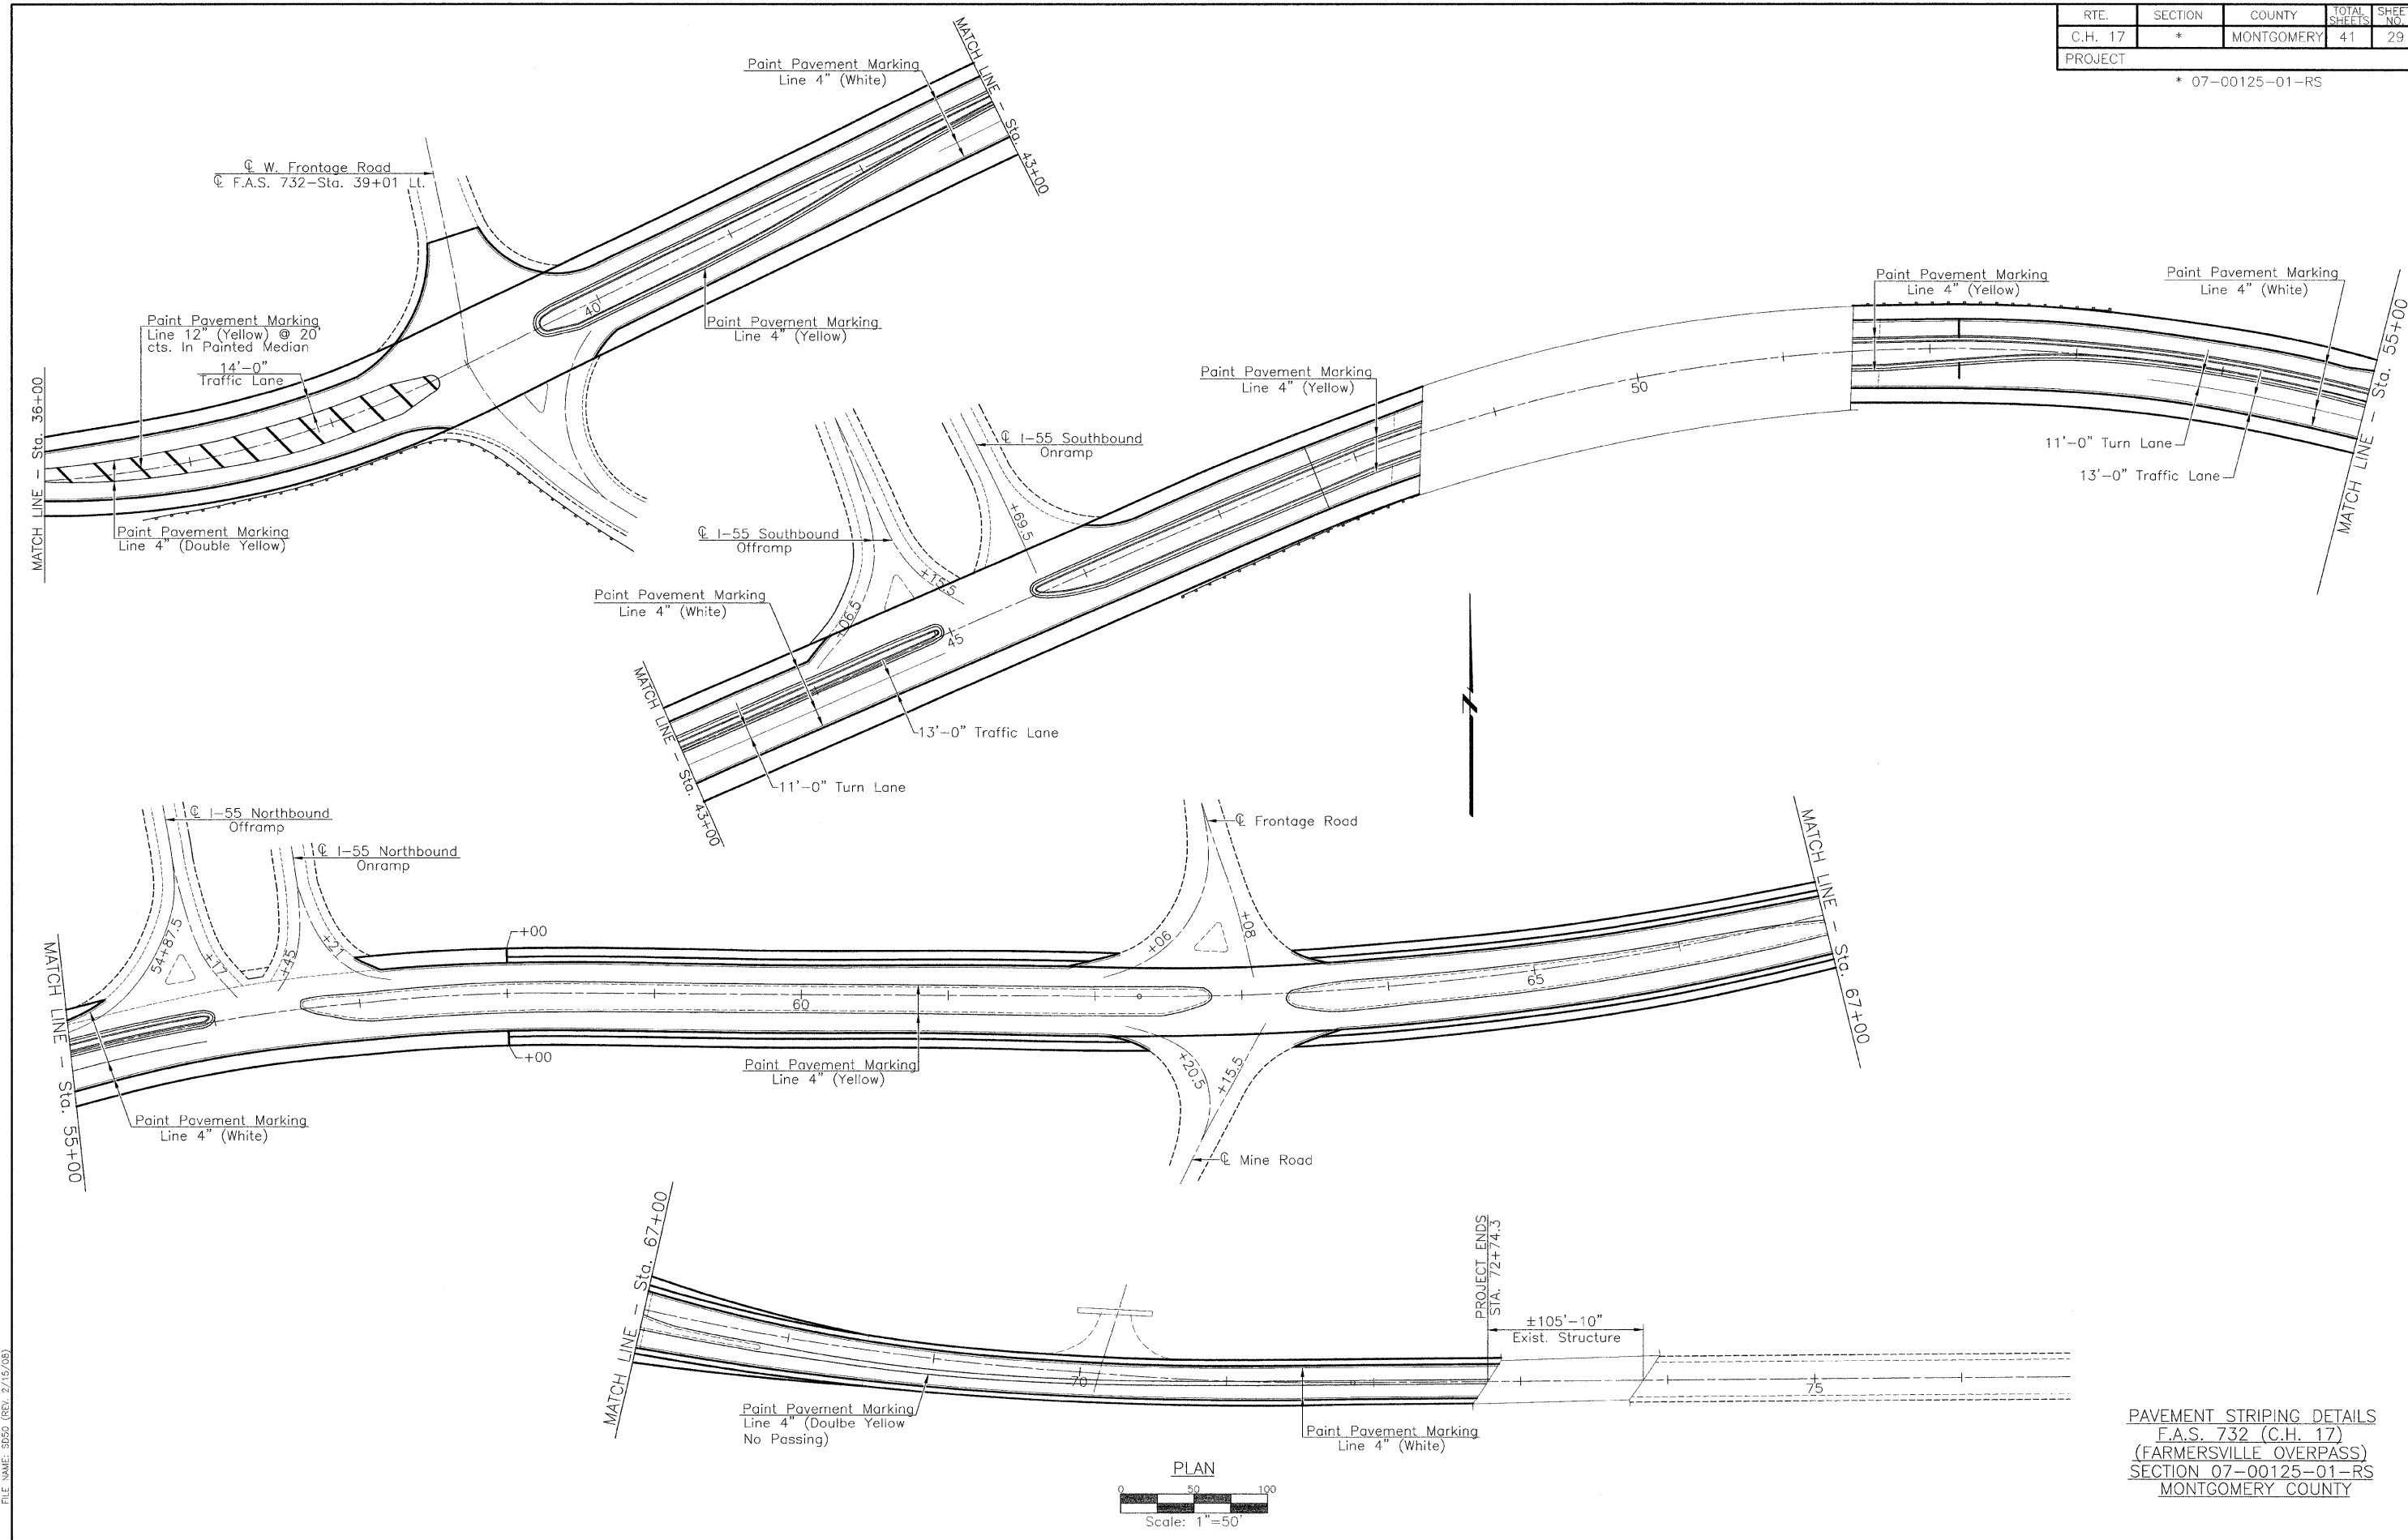 RTE. SECTION COUNTY TOTAL SHEETS SHEET NO.
C.H. 17 * MONTGOMERY 41 29
PROJECT
* 07-00125-01-RS
MATCH LINE - Sta. 43+00
Paint Pavement Marking
Line 4" (White)
℄ W. Frontage Road
℄ F.A.S. 732-Sta. 39+01 Lt.
Paint Pavement Marking
Line 12" (Yellow) @ 20'
cts. In Painted Median
14'-0"
Traffic Lane
40
Paint Pavement Marking
Line 4" (Yellow)
MATCH LINE - Sta. 36+00
Paint Pavement Marking
Line 4" (Double Yellow)
Paint Pavement Marking
Line 4" (Yellow)
Paint Pavement Marking
Line 4" (White)
MATCH LINE - Sta. 55+00
Paint Pavement Marking
Line 4" (Yellow)
50
11'-0" Turn Lane
13'-0" Traffic Lane
℄ I-55 Southbound
Onramp
+69.5
℄ I-55 Southbound
Offramp
+15.5
+06.5
Paint Pavement Marking
Line 4" (White)
45
MATCH LINE - Sta. 43+00
13'-0" Traffic Lane
11'-0" Turn Lane
N
℄ I-55 Northbound
Offramp
℄ I-55 Northbound
Onramp
℄ Frontage Road
MATCH LINE - Sta. 67+00
MATCH LINE - Sta. 55+00
54+87.5
+17
+45
+21
+00
+06
+08
60
65
+00
Paint Pavement Marking
Line 4" (Yellow)
+20.5
+15.5
Paint Pavement Marking
Line 4" (White)
℄ Mine Road
MATCH LINE - Sta. 67+00
PROJECT ENDS
STA. 72+74.3
±105'-10"
Exist. Structure
70
75
Paint Pavement Marking
Line 4" (Doulbe Yellow
No Passing)
Paint Pavement Marking
Line 4" (White)
PLAN
0 50 100
Scale: 1"=50'
PAVEMENT STRIPING DETAILS
F.A.S. 732 (C.H. 17)
(FARMERSVILLE OVERPASS)
SECTION 07-00125-01-RS
MONTGOMERY COUNTY
FILE NAME: SD50 (REV. 2/15/08)